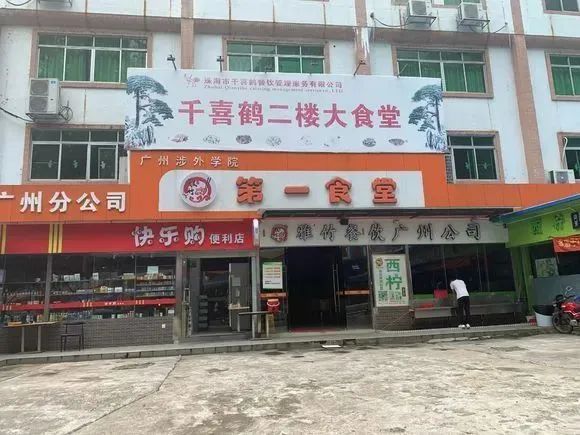 珠海市千喜鹤餐饮管理服务有限公司
千喜鹤二楼大食堂
广州涉外学院
第一食堂
广州分公司
快乐购 便利店
雅竹餐饮广州公司
西柠
西柠